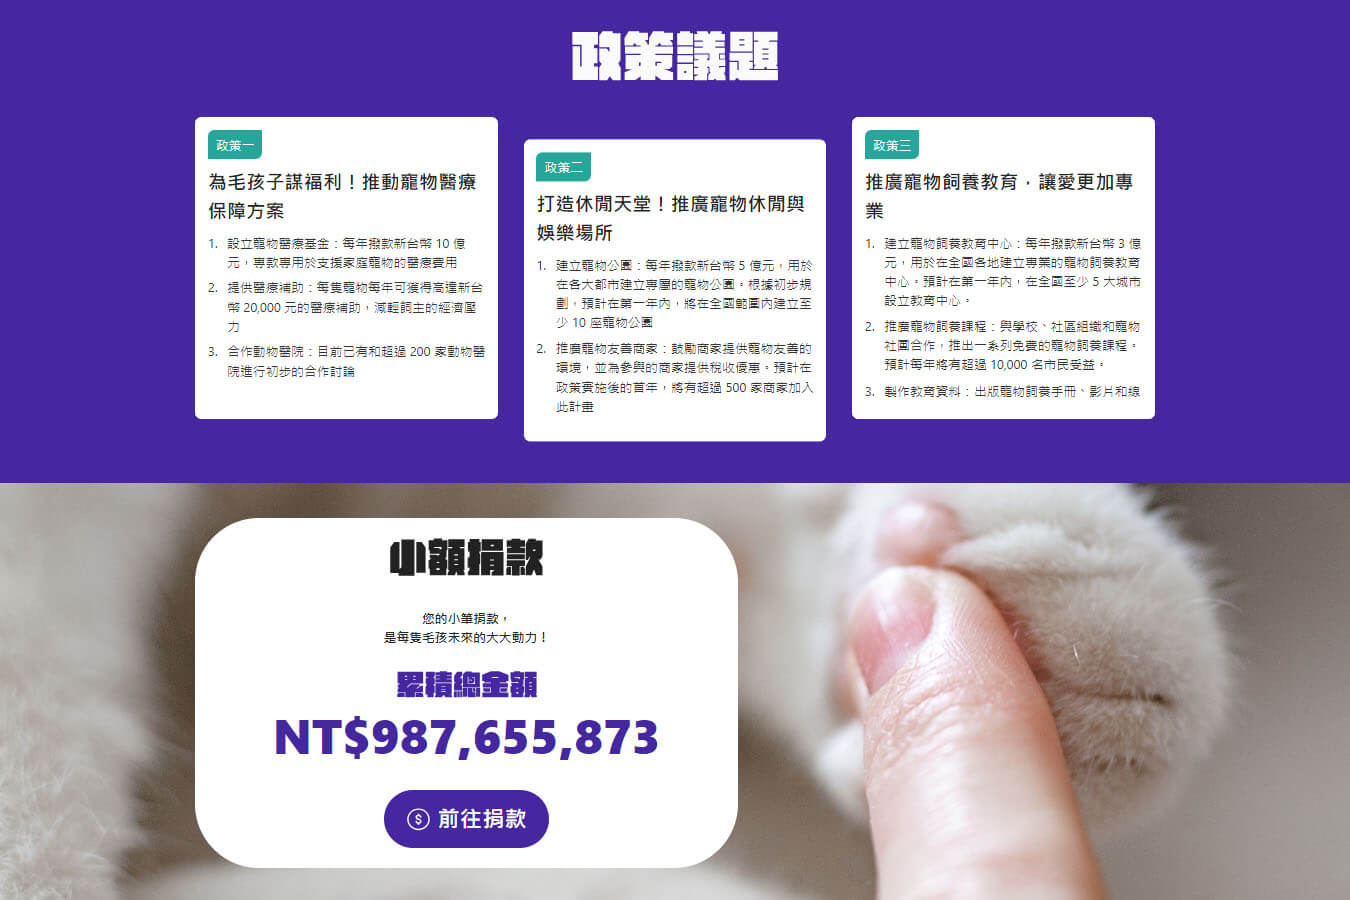 政策議題
政策一
為毛孩子謀福利！推動寵物醫療
保障方案
1. 設立寵物醫療基金：每年撥款新台幣 10 億
元，專款專用於支援家庭寵物的醫療費用
2. 提供醫療補助：每隻寵物每年可獲得高達新台
幣 20,000 元的醫療補助，減輕飼主的經濟壓
力
3. 合作動物醫院：目前已有和超過 200 家動物醫
院進行初步的合作討論
政策二
打造休閒天堂！推廣寵物休閒與
娛樂場所
1. 建立寵物公園：每年撥款新台幣 5 億元，用於
在各大都市建立專屬的寵物公園。根據初步規
劃，預計在第一年內，將在全國範圍內建立至
少 10 座寵物公園
2. 推廣寵物友善商家：鼓勵商家提供寵物友善的
環境，並為參與的商家提供稅收優惠。預計在
政策實施後的首年，將有超過 500 家商家加入
此計畫
政策三
推廣寵物飼養教育，讓愛更加專
業
1. 建立寵物飼養教育中心：每年撥款新台幣 3 億
元，用於在全國各地建立專業的寵物飼養教育
中心。預計在第一年內，在全國至少 5 大城市
設立教育中心。
2. 推廣寵物飼養課程：與學校、社區組織和寵物
社團合作，推出一系列免費的寵物飼養課程。
預計每年將有超過 10,000 名市民受益。
3. 製作教育資料：出版寵物飼養手冊、影片和線
小額捐款
您的小筆捐款，
是每隻毛孩未來的大大動力！
累積總金額
NT$987,655,873
前往捐款